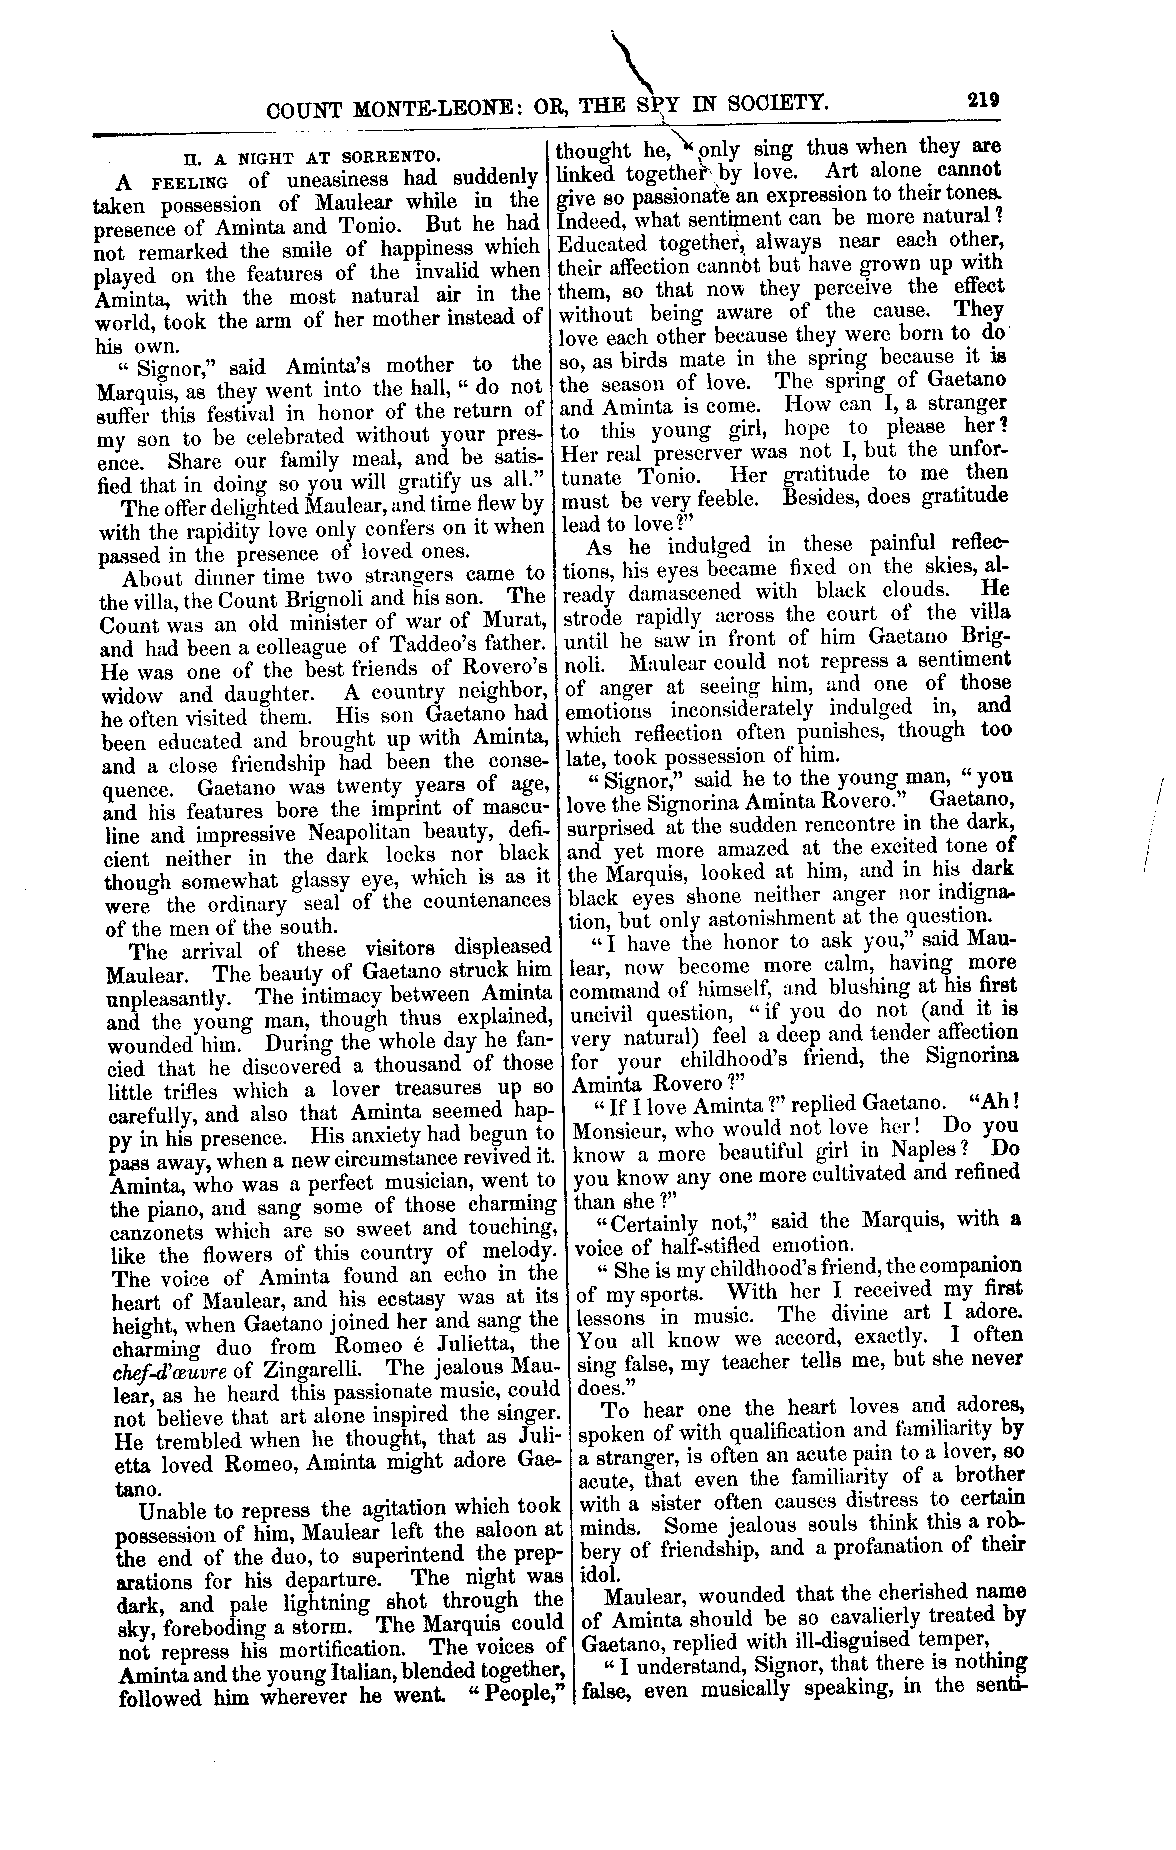 COUNT MONTE-LEONE: OR, THE SPY IN SOCIETY. 219
II. A NIGHT AT SORRENTO.
A FEELING of uneasiness had suddenly
taken possession of Maulear while in the
presence of Aminta and Tonio. But he had
not remarked the smile of happiness which
played on the features of the invalid when
Aminta, with the most natural air in the
world, took the arm of her mother instead of
his own.
“ Signor,” said Aminta's mother to the
Marquis, as they went into the hall, “ do not
suffer this festival in honor of the return of
my son to be celebrated without your pres-
ence. Share our family meal, and be satis-
fied that in doing so you will gratify us all.”
The offer delighted Maulear, and time flew by
with the rapidity love only confers on it when
passed in the presence of loved ones.
About dinner time two strangers came to
the villa, the Count Brignoli and his son. The
Count was an old minister of war of Murat,
and had been a colleague of Taddeo's father.
He was one of the best friends of Rovero's
widow and daughter. A country neighbor,
he often visited them. His son Gaetano had
been educated and brought up with Aminta,
and a close friendship had been the conse-
quence. Gaetano was twenty years of age,
and his features bore the imprint of mascu-
line and impressive Neapolitan beauty, defi-
cient neither in the dark locks nor black
though somewhat glassy eye, which is as it
were the ordinary seal of the countenances
of the men of the south.
The arrival of these visitors displeased
Maulear. The beauty of Gaetano struck him
unpleasantly. The intimacy between Aminta
and the young man, though thus explained,
wounded him. During the whole day he fan-
cied that he discovered a thousand of those
little trifles which a lover treasures up so
carefully, and also that Aminta seemed hap-
py in his presence. His anxiety had begun to
pass away, when a new circumstance revived it.
Aminta, who was a perfect musician, went to
the piano, and sang some of those charming
canzonets which are so sweet and touching,
like the flowers of this country of melody.
The voice of Aminta found an echo in the
heart of Maulear, and his ecstasy was at its
height, when Gaetano joined her and sang the
charming duo from Romeo é Julietta, the
chef-d'œuvre of Zingarelli. The jealous Mau-
lear, as he heard this passionate music, could
not believe that art alone inspired the singer.
He trembled when he thought, that as Juli-
etta loved Romeo, Aminta might adore Gae-
tano.
Unable to repress the agitation which took
possession of him, Maulear left the saloon at
the end of the duo, to superintend the prep-
arations for his departure. The night was
dark, and pale lightning shot through the
sky, foreboding a storm. The Marquis could
not repress his mortification. The voices of
Aminta and the young Italian, blended together,
followed him wherever he went. “ People,”
thought he, “ only sing thus when they are
linked together by love. Art alone cannot
give so passionate an expression to their tones.
Indeed, what sentiment can be more natural?
Educated together, always near each other,
their affection cannot but have grown up with
them, so that now they perceive the effect
without being aware of the cause. They
love each other because they were born to do
so, as birds mate in the spring because it is
the season of love. The spring of Gaetano
and Aminta is come. How can I, a stranger
to this young girl, hope to please her?
Her real preserver was not I, but the unfor-
tunate Tonio. Her gratitude to me then
must be very feeble. Besides, does gratitude
lead to love?”
As he indulged in these painful reflec-
tions, his eyes became fixed on the skies, al-
ready damascened with black clouds. He
strode rapidly across the court of the villa
until he saw in front of him Gaetano Brig-
noli. Maulear could not repress a sentiment
of anger at seeing him, and one of those
emotions inconsiderately indulged in, and
which reflection often punishes, though too
late, took possession of him.
“ Signor,” said he to the young man, “ you
love the Signorina Aminta Rovero.” Gaetano,
surprised at the sudden rencontre in the dark,
and yet more amazed at the excited tone of
the Marquis, looked at him, and in his dark
black eyes shone neither anger nor indigna-
tion, but only astonishment at the question.
“ I have the honor to ask you,” said Mau-
lear, now become more calm, having more
command of himself, and blushing at his first
uncivil question, “ if you do not (and it is
very natural) feel a deep and tender affection
for your childhood's friend, the Signorina
Aminta Rovero?”
“ If I love Aminta?” replied Gaetano. “Ah!
Monsieur, who would not love her! Do you
know a more beautiful girl in Naples? Do
you know any one more cultivated and refined
than she?”
“Certainly not,” said the Marquis, with a
voice of half-stifled emotion.
“ She is my childhood's friend, the companion
of my sports. With her I received my first
lessons in music. The divine art I adore.
You all know we accord, exactly. I often
sing false, my teacher tells me, but she never
does.”
To hear one the heart loves and adores,
spoken of with qualification and familiarity by
a stranger, is often an acute pain to a lover, so
acute, that even the familiarity of a brother
with a sister often causes distress to certain
minds. Some jealous souls think this a rob-
bery of friendship, and a profanation of their
idol.
Maulear, wounded that the cherished name
of Aminta should be so cavalierly treated by
Gaetano, replied with ill-disguised temper,
“ I understand, Signor, that there is nothing
false, even musically speaking, in the senti-